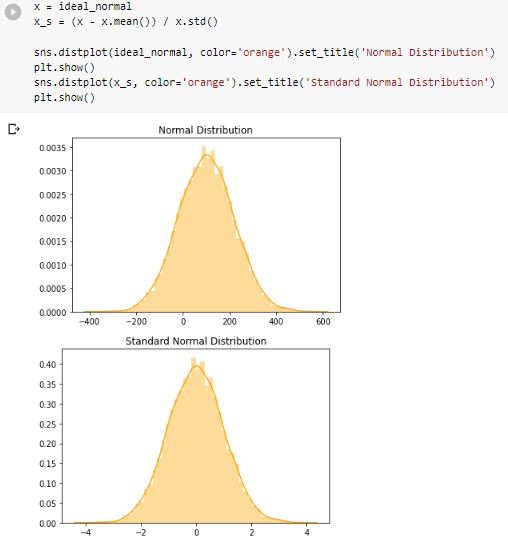 x = ideal_normal
x_s = (x - x.mean()) / x.std()
sns.distplot(ideal_normal, color='orange').set_title('Normal Distribution')
plt.show()
sns.distplot(x_s, color='orange').set_title('Standard Normal Distribution')
plt.show()
Normal Distribution
0.0035
0.0030
0.0025
0.0020
0.0015
0.0010
0.0005
0.0000
−400 −200 0 200 400 600
Standard Normal Distribution
0.40
0.35
0.30
0.25
0.20
0.15
0.10
0.05
0.00
−4 −2 0 2 4